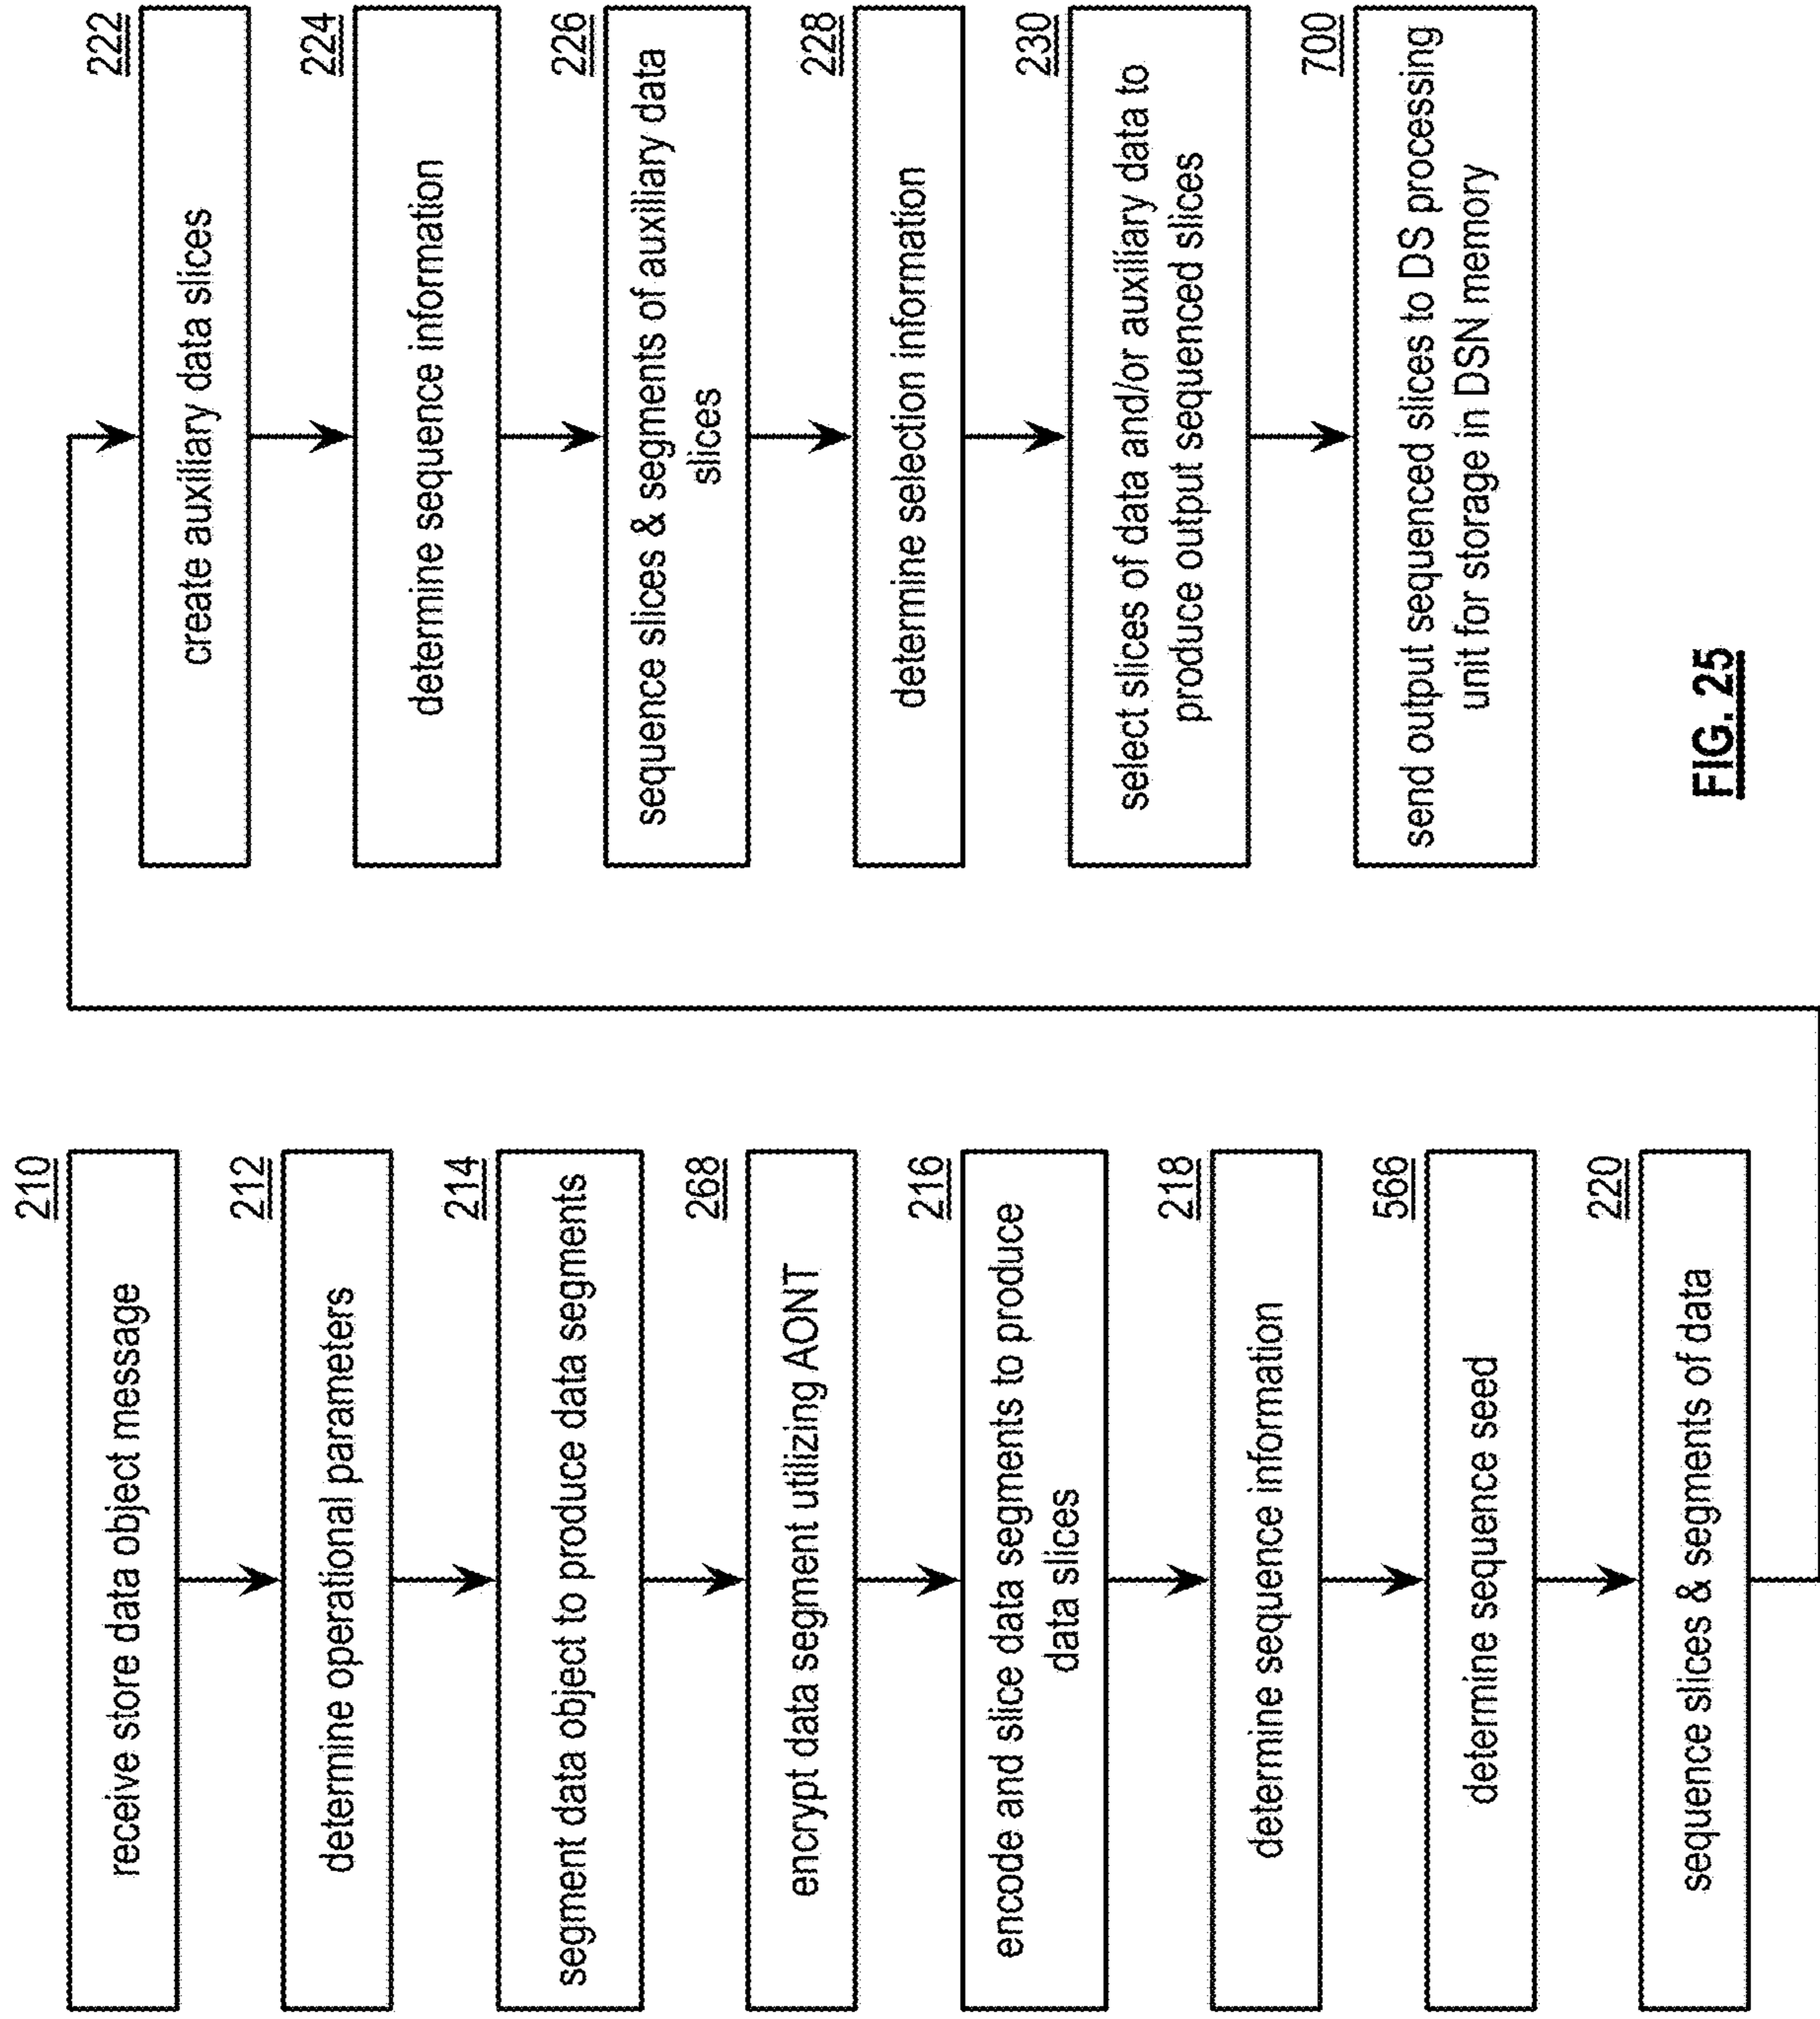 210
receive store data object message
212
determine operational parameters
214
segment data object to produce data segments
268
encrypt data segment utilizing AONT
216
encode and slice data segments to produce
data slices
218
determine sequence information
566
determine sequence seed
220
sequence slices & segments of data
222
create auxiliary data slices
224
determine sequence information
226
sequence slices & segments of auxiliary data
slices
228
determine selection information
230
select slices of data and/or auxiliary data to
produce output sequenced slices
700
send output sequenced slices to DS processing
unit for storage in DSN memory
FIG. 25